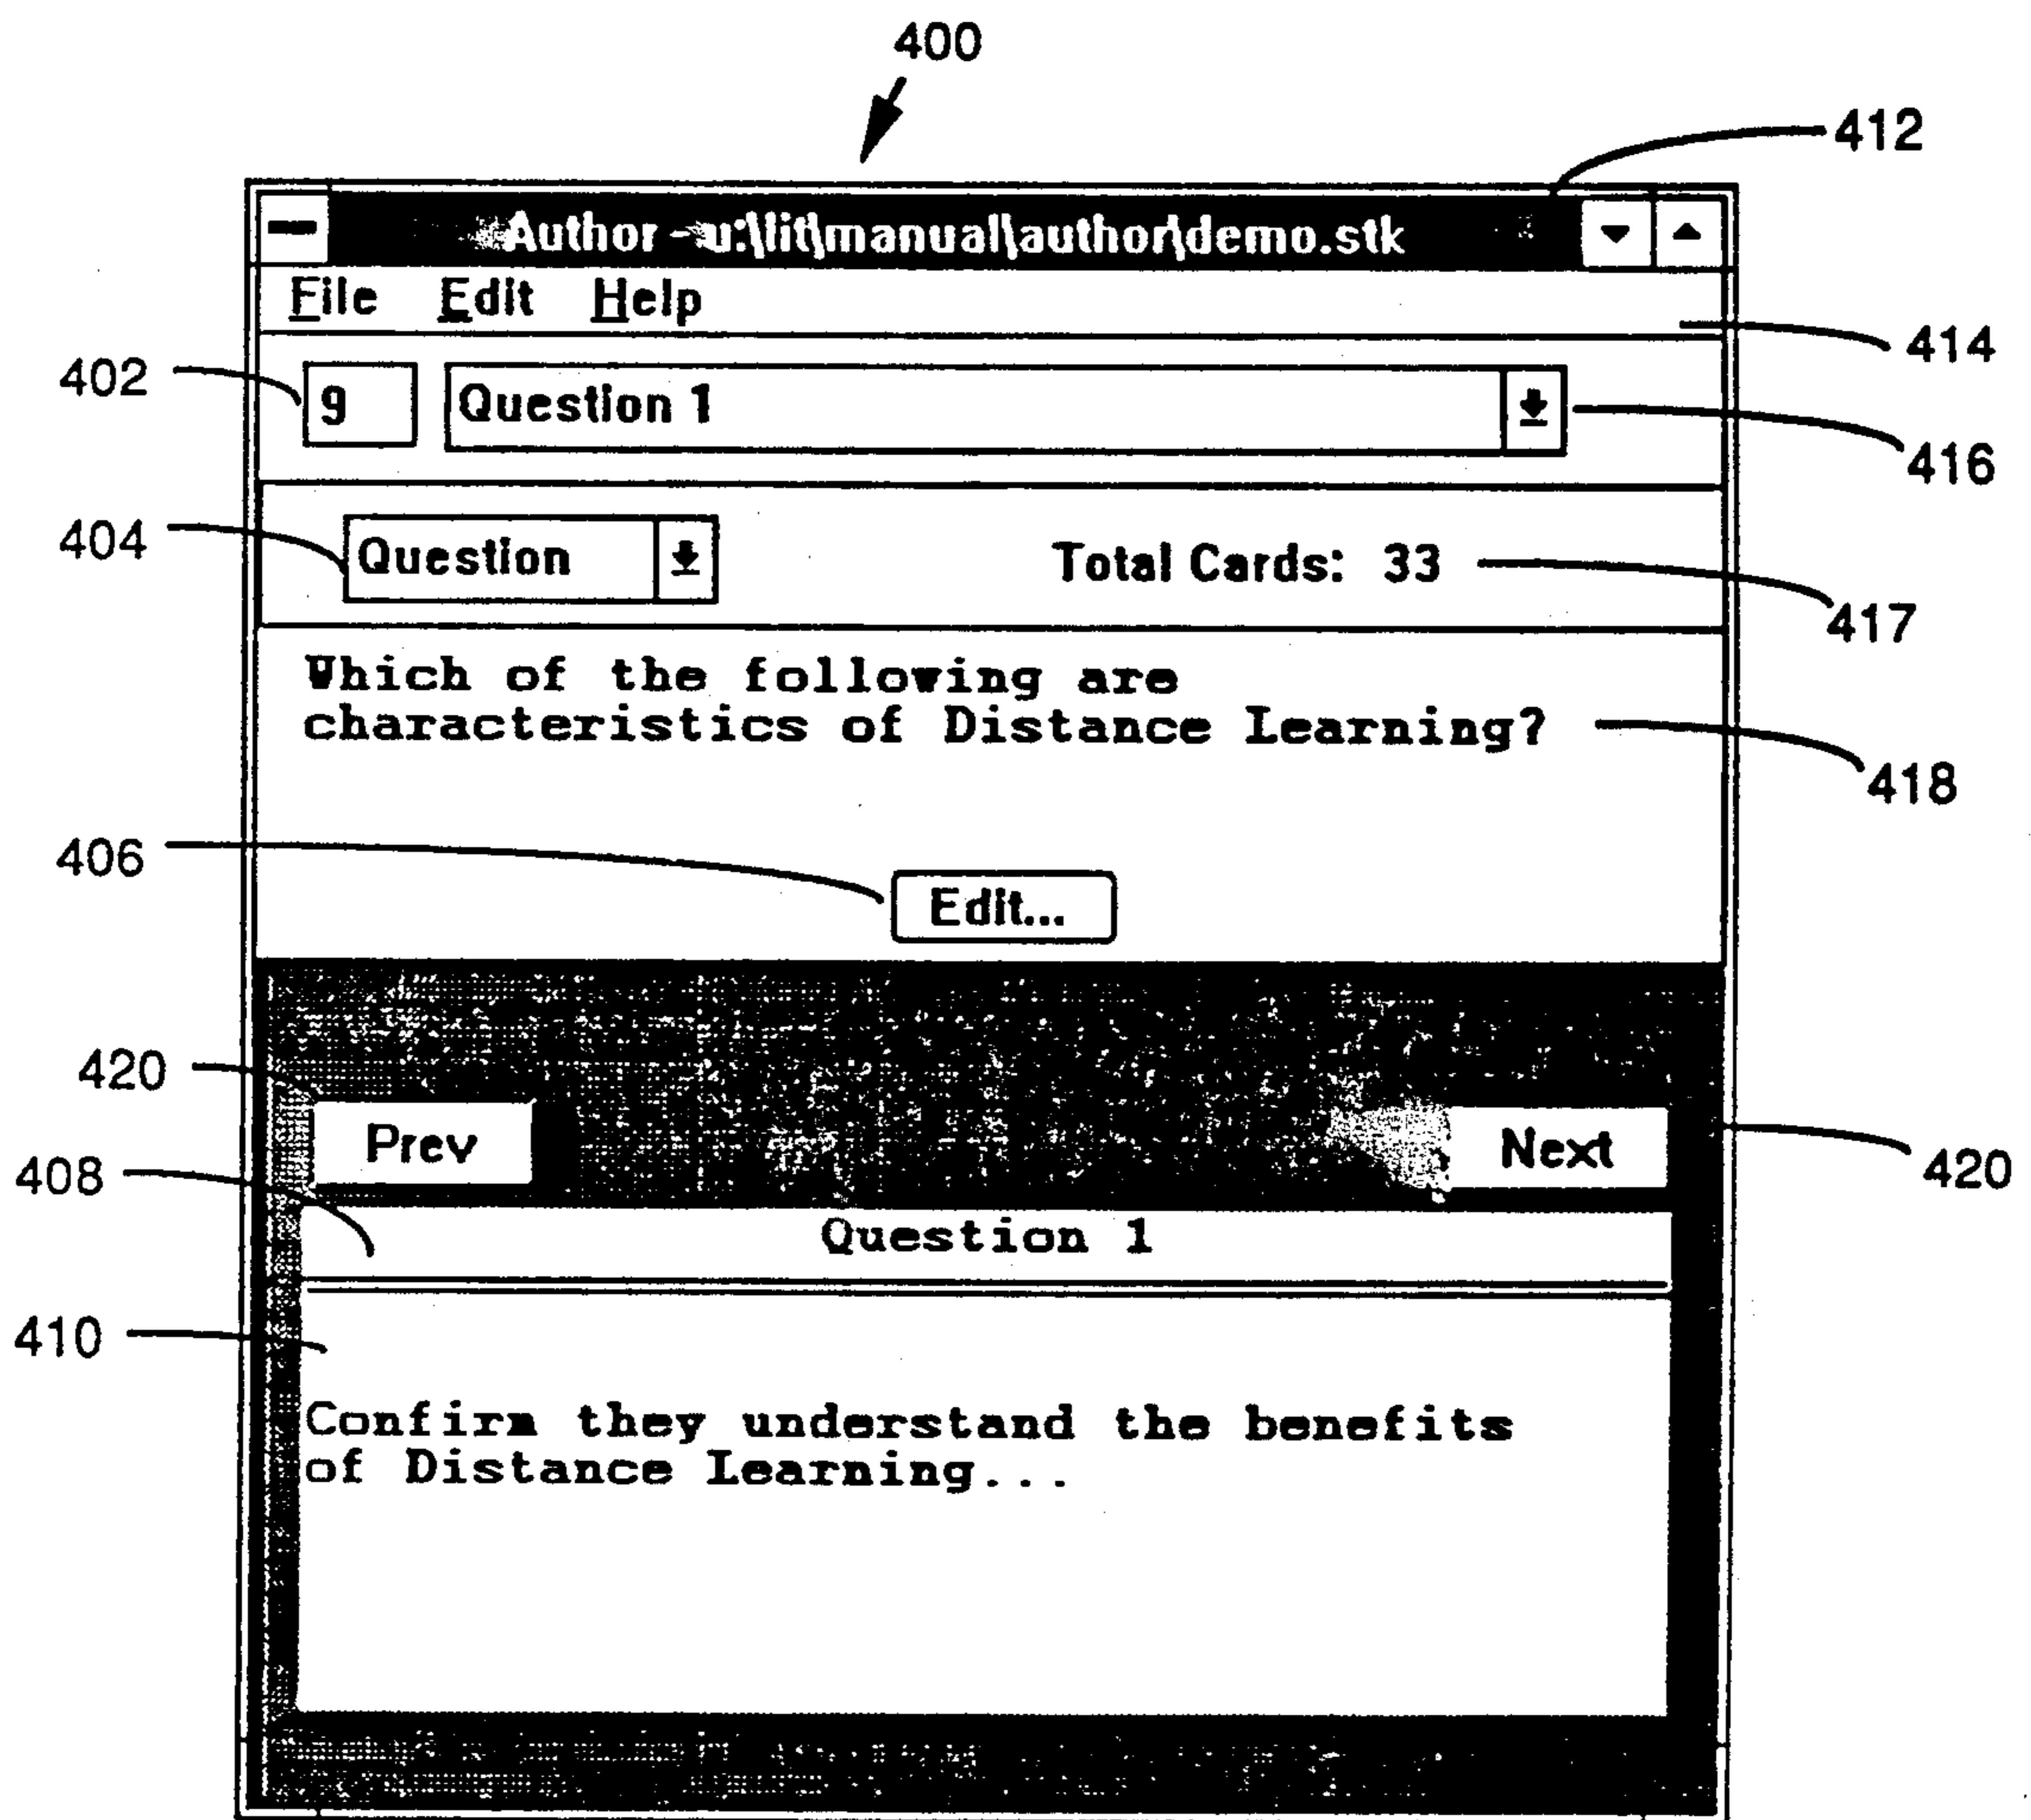 400
412
Author - u:\lit\manual\author\demo.stk
File Edit Help
414
402
9 Question 1
416
404
Question Total Cards: 33
417
Which of the following are
characteristics of Distance Learning?
418
406
Edit...
420
Prev Next
420
408
Question 1
410
Confirm they understand the benefits
of Distance Learning...